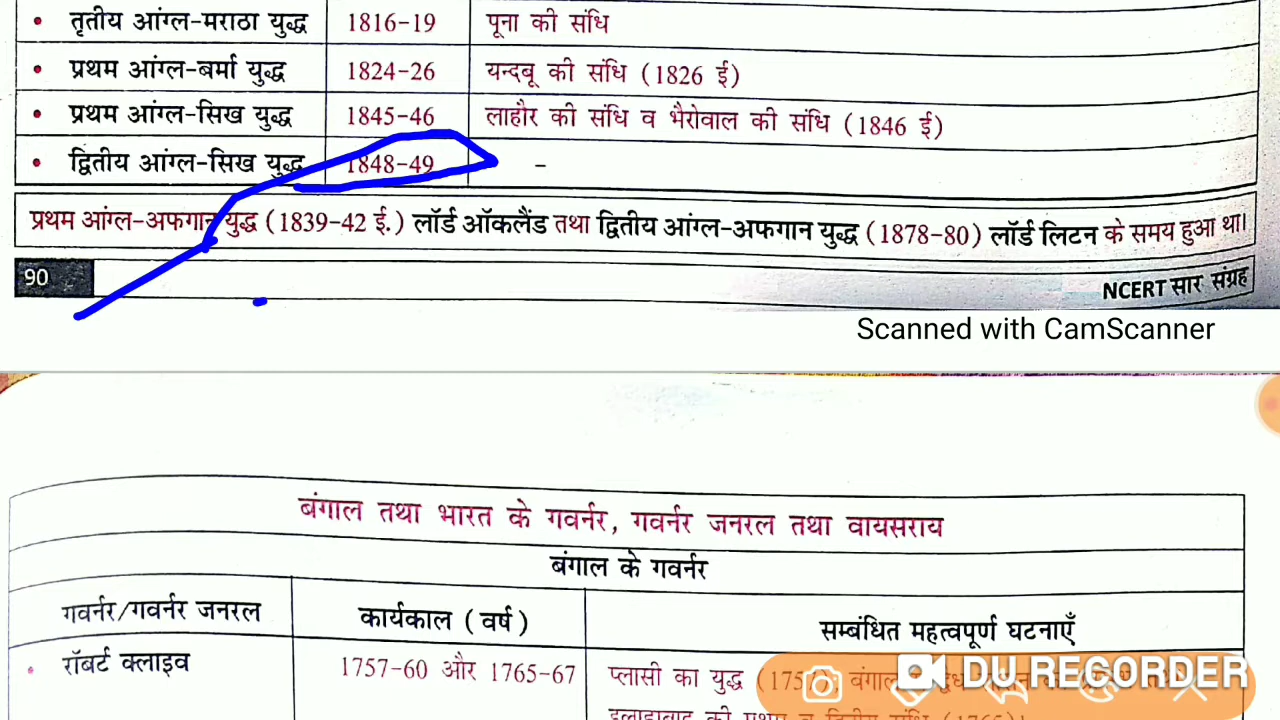 • तृतीय आंग्ल-मराठा युद्ध 1816-19 पूना की संधि
• प्रथम आंग्ल-बर्मा युद्ध 1824-26 यन्दबू की संधि (1826 ई)
• प्रथम आंग्ल-सिख युद्ध 1845-46 लाहौर की संधि व भैरोवाल की संधि (1846 ई)
• द्वितीय आंग्ल-सिख युद्ध 1848-49 -
प्रथम आंग्ल-अफगान युद्ध (1839-42 ई.) लॉर्ड ऑकलैंड तथा द्वितीय आंग्ल-अफगान युद्ध (1878-80) लॉर्ड लिटन के समय हुआ था।
90 NCERT सार संग्रह
Scanned with CamScanner
बंगाल तथा भारत के गवर्नर, गवर्नर जनरल तथा वायसराय
बंगाल के गवर्नर
गवर्नर/गवर्नर जनरल कार्यकाल (वर्ष) सम्बंधित महत्वपूर्ण घटनाएँ
• रॉबर्ट क्लाइव 1757-60 और 1765-67 प्लासी का युद्ध
DU RECORDER